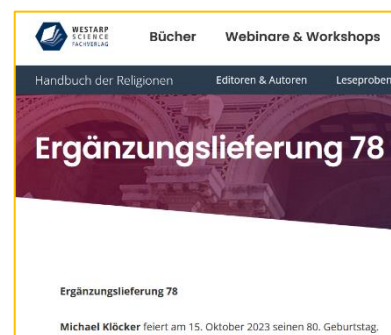 WESTARP
SCIENCE
FACHVERLAG
Bücher Webinare & Workshops
Handbuch der Religionen Editoren & Autoren Leseproben
Ergänzungslieferung 78
Ergänzungslieferung 78
Michael Klöcker feiert am 15. Oktober 2023 seinen 80. Geburtstag.